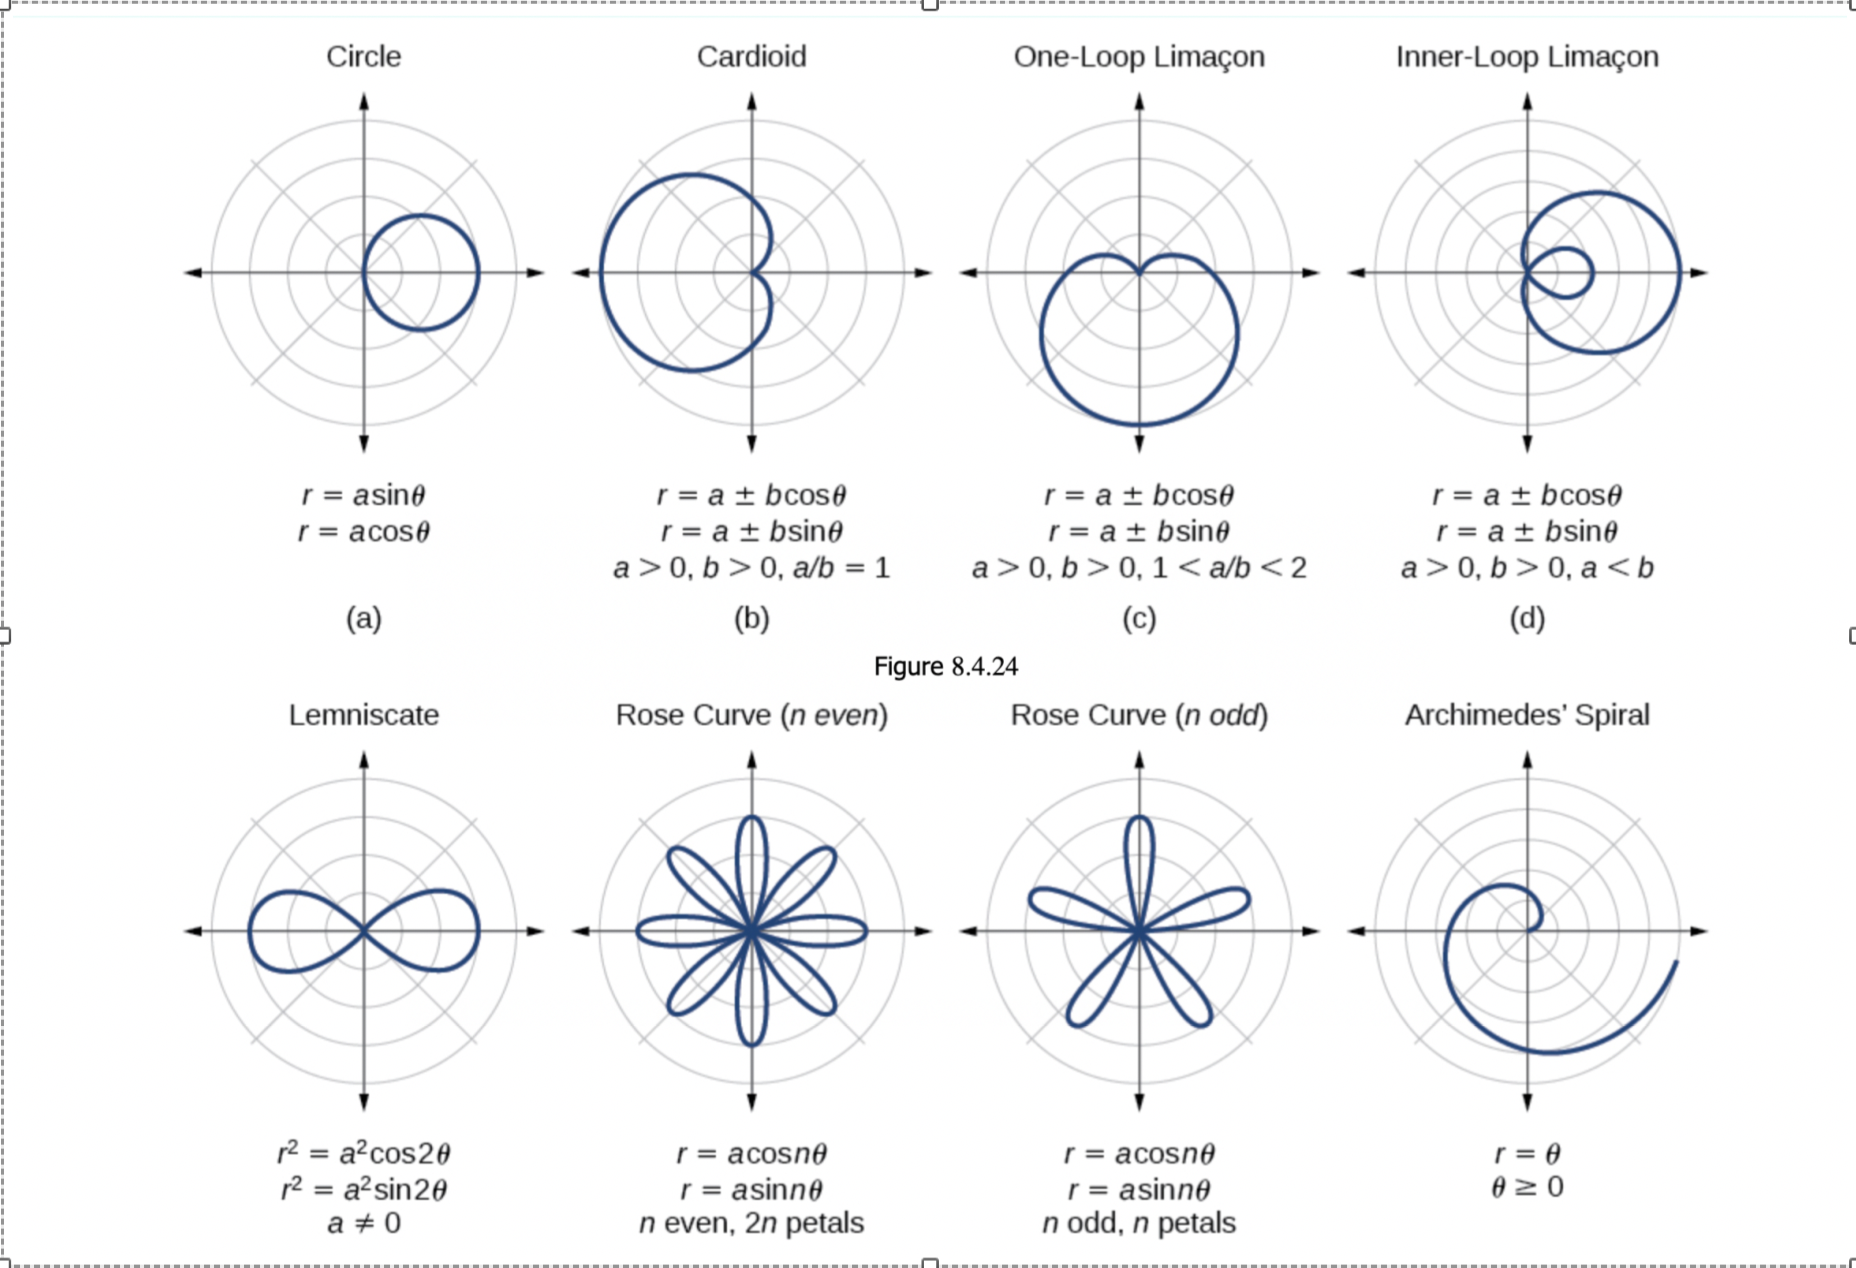 Circle
Cardioid
One-Loop Limaçon
Inner-Loop Limaçon
r = asinθ
r = acosθ
(a)
r = a ± bcosθ
r = a ± bsinθ
a > 0, b > 0, a/b = 1
(b)
r = a ± bcosθ
r = a ± bsinθ
a > 0, b > 0, 1 < a/b < 2
(c)
r = a ± bcosθ
r = a ± bsinθ
a > 0, b > 0, a < b
(d)
Figure 8.4.24
Lemniscate
Rose Curve (n even)
Rose Curve (n odd)
Archimedes’ Spiral
r² = a²cos2θ
r² = a²sin2θ
a ≠ 0
r = acosnθ
r = asinnθ
n even, 2n petals
r = acosnθ
r = asinnθ
n odd, n petals
r = θ
θ ≥ 0